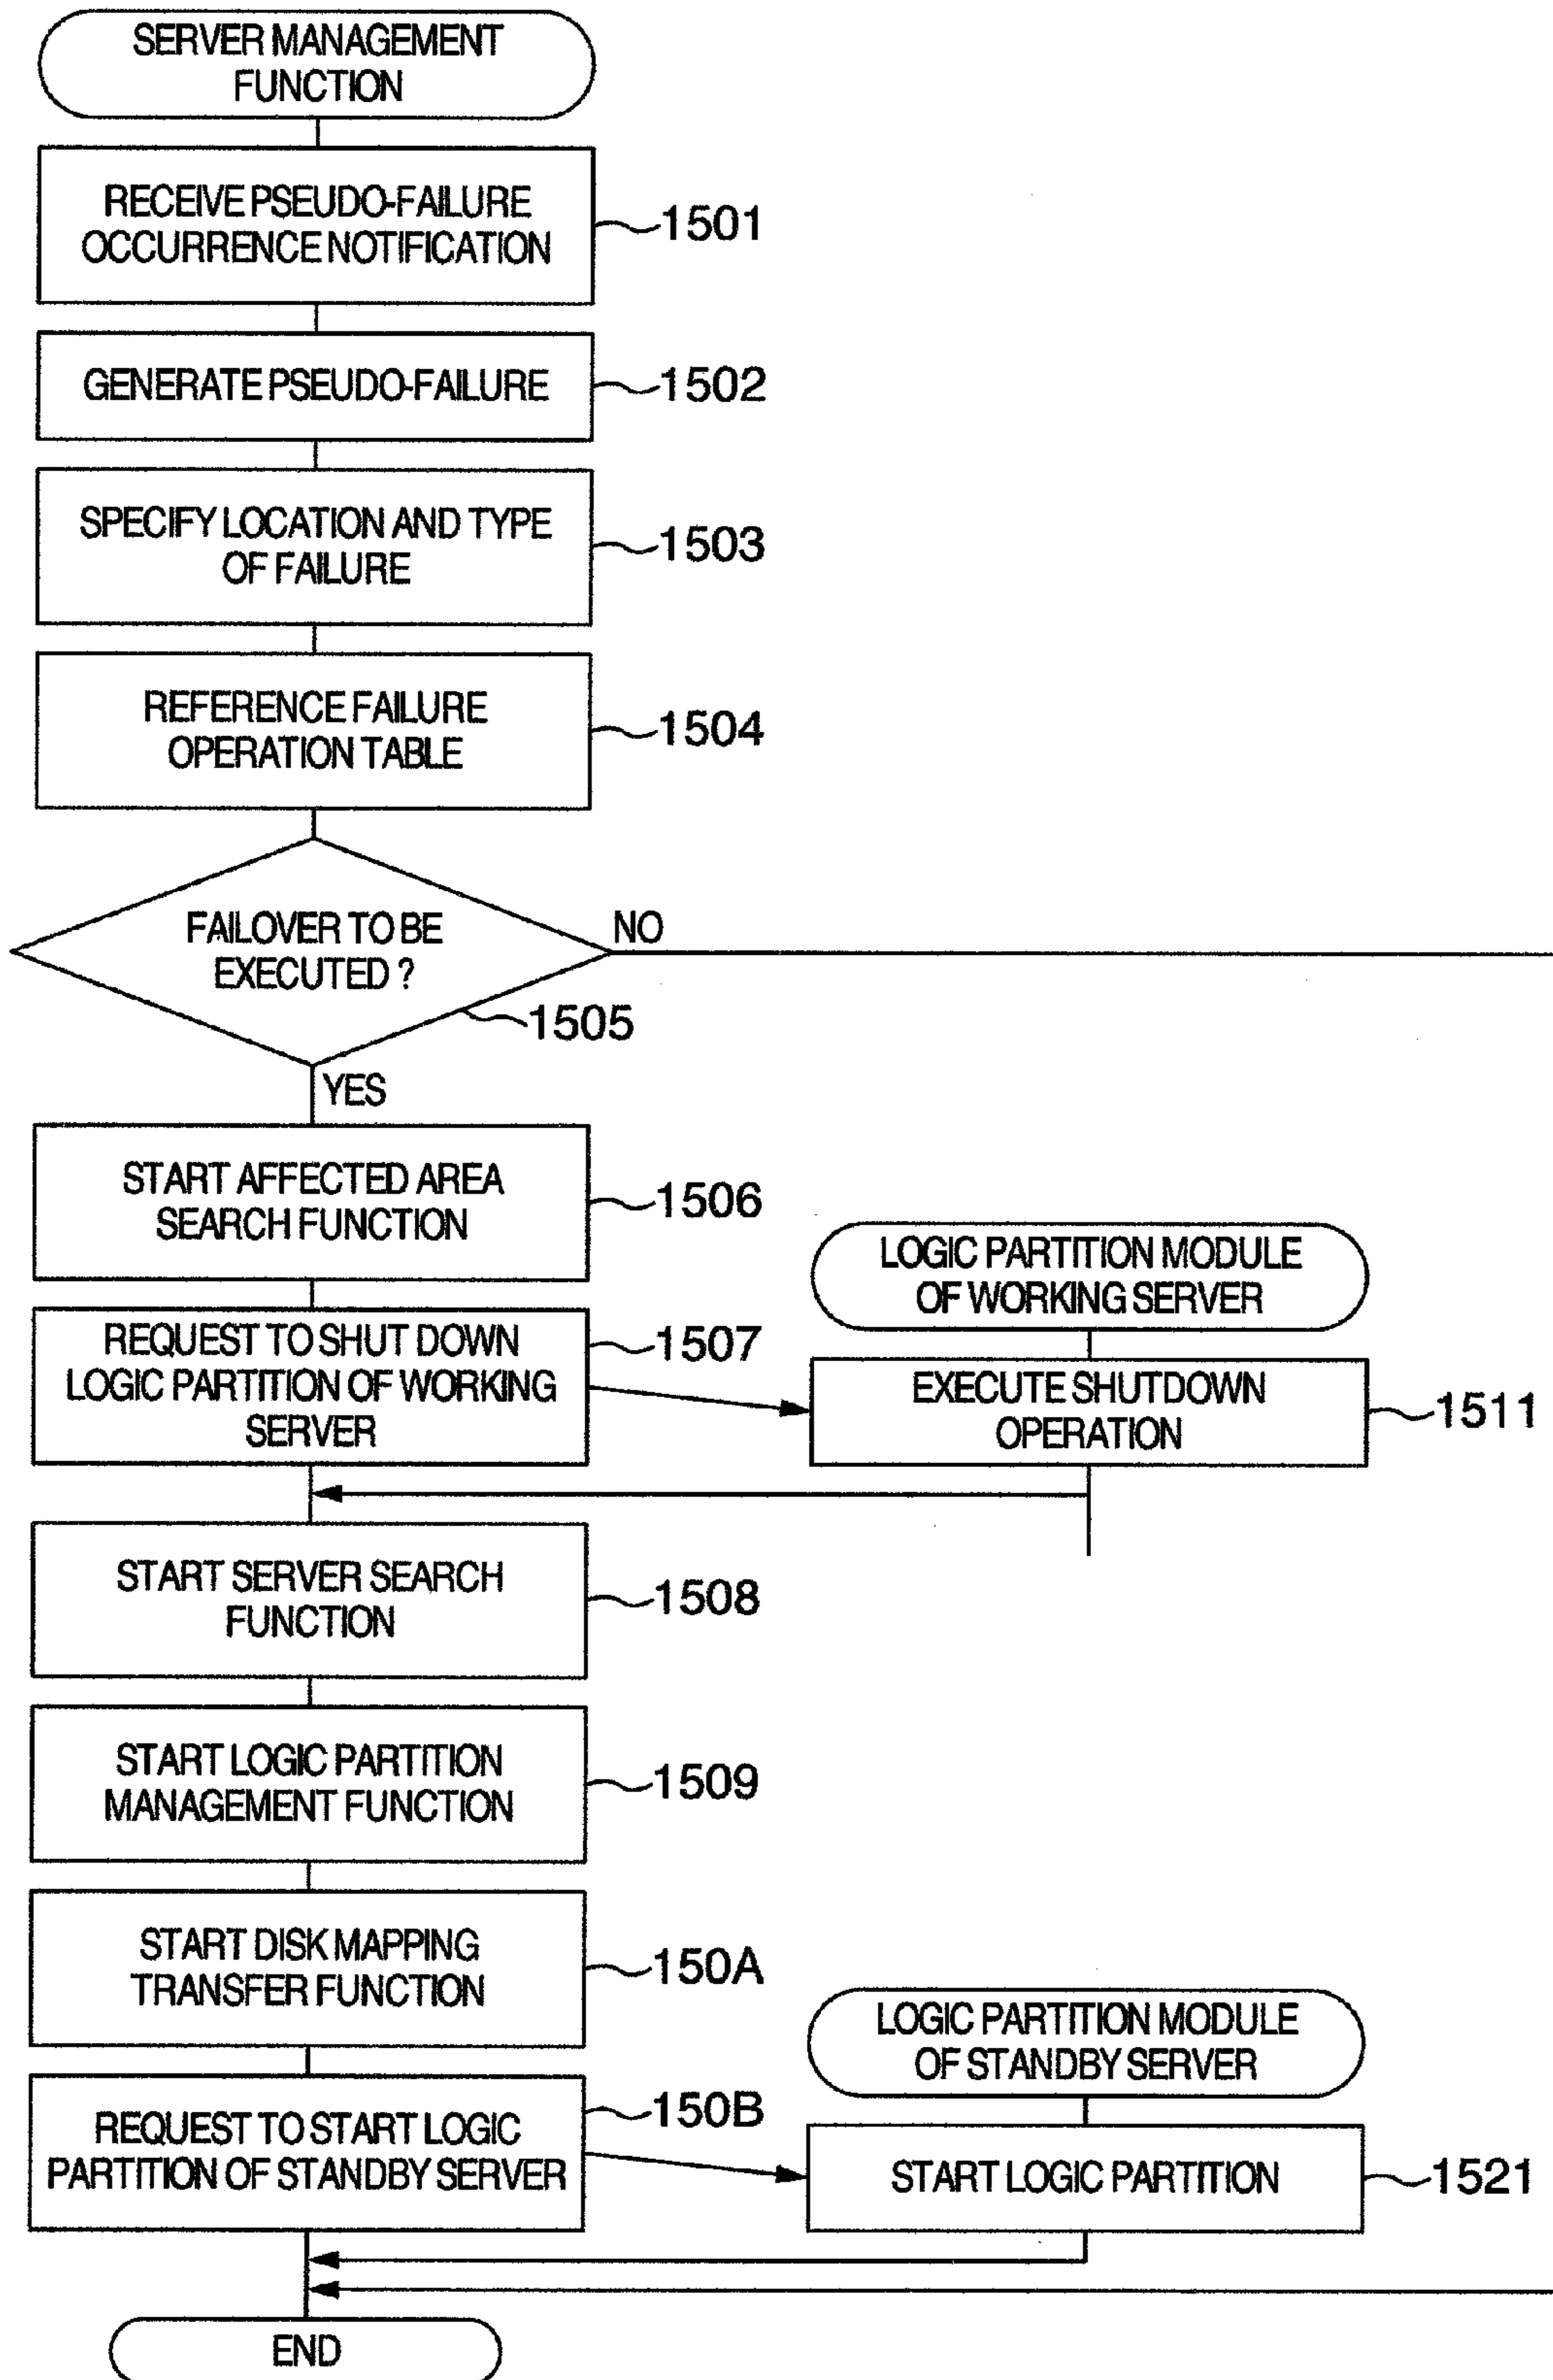 SERVER MANAGEMENT
FUNCTION
RECEIVE PSEUDO-FAILURE
OCCURRENCE NOTIFICATION
1501
GENERATE PSEUDO-FAILURE
1502
SPECIFY LOCATION AND TYPE
OF FAILURE
1503
REFERENCE FAILURE
OPERATION TABLE
1504
FAILOVER TO BE
EXECUTED ?
NO
1505
YES
START AFFECTED AREA
SEARCH FUNCTION
1506
REQUEST TO SHUT DOWN
LOGIC PARTITION OF WORKING
SERVER
1507
LOGIC PARTITION MODULE
OF WORKING SERVER
EXECUTE SHUTDOWN
OPERATION
1511
START SERVER SEARCH
FUNCTION
1508
START LOGIC PARTITION
MANAGEMENT FUNCTION
1509
START DISK MAPPING
TRANSFER FUNCTION
150A
REQUEST TO START LOGIC
PARTITION OF STANDBY SERVER
150B
LOGIC PARTITION MODULE
OF STANDBY SERVER
START LOGIC PARTITION
1521
END